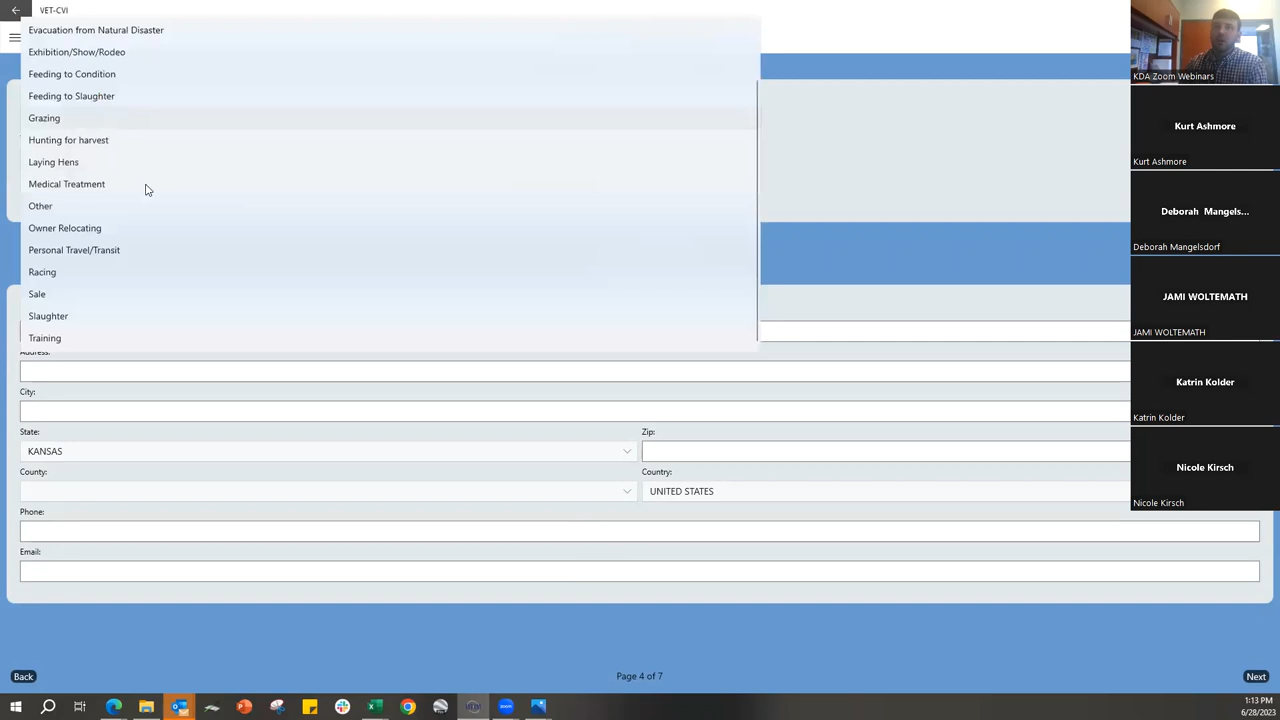 VET-CVI
Evacuation from Natural Disaster
Exhibition/Show/Rodeo
Feeding to Condition
Feeding to Slaughter
Grazing
Hunting for harvest
Laying Hens
Medical Treatment
Other
Owner Relocating
Personal Travel/Transit
Racing
Sale
Slaughter
Training
Address:
City:
State:
Zip:
KANSAS
County:
Country:
UNITED STATES
Phone:
Email:
Back
Page 4 of 7
Next
KDA Zoom Webinars
Kurt Ashmore
Kurt Ashmore
Deborah Mangels...
Deborah Mangelsdorf
JAMI WOLTEMATH
JAMI WOLTEMATH
Katrin Kolder
Katrin Kolder
Nicole Kirsch
Nicole Kirsch
1:13 PM
6/28/2023